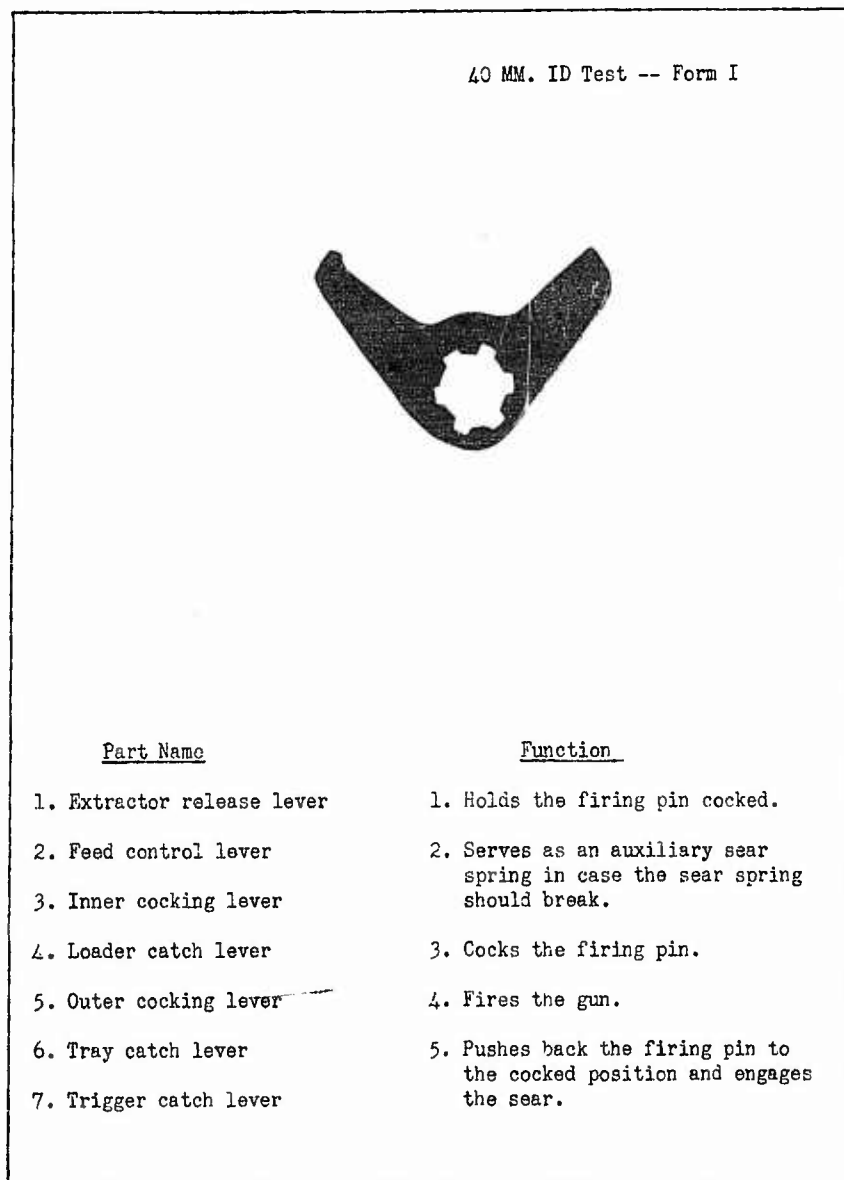 40 MM. ID Test -- Form I
Part Name
1. Extractor release lever
2. Feed control lever
3. Inner cocking lever
4. Loader catch lever
5. Outer cocking lever
6. Tray catch lever
7. Trigger catch lever
Function
1. Holds the firing pin cocked.
2. Serves as an auxiliary sear
spring in case the sear spring
should break.
3. Cocks the firing pin.
4. Fires the gun.
5. Pushes back the firing pin to
the cocked position and engages
the sear.